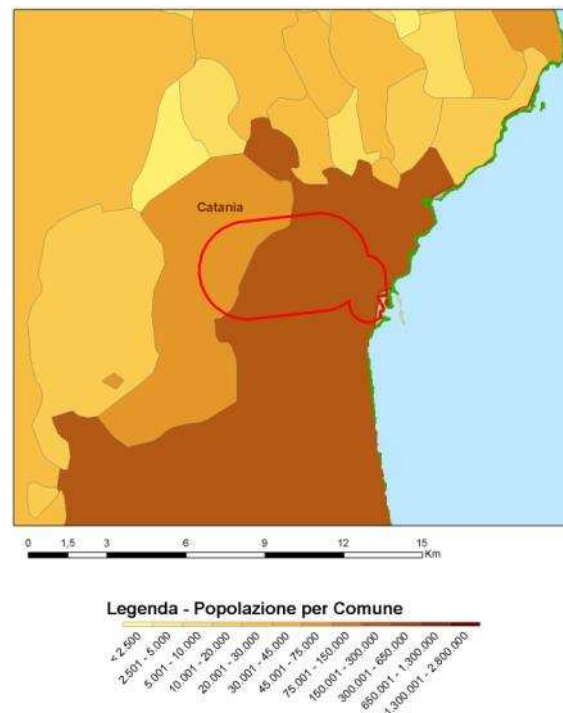 Catania
0 1,5 3 6 9 12 15
Km
Legenda - Popolazione per Comune
< 2.500
2.501 - 5.000
5.001 - 10.000
10.001 - 20.000
20.001 - 30.000
30.001 - 45.000
45.001 - 75.000
75.001 - 150.000
150.001 - 300.000
300.001 - 650.000
650.001 - 1.300.000
1.300.001 - 2.800.000